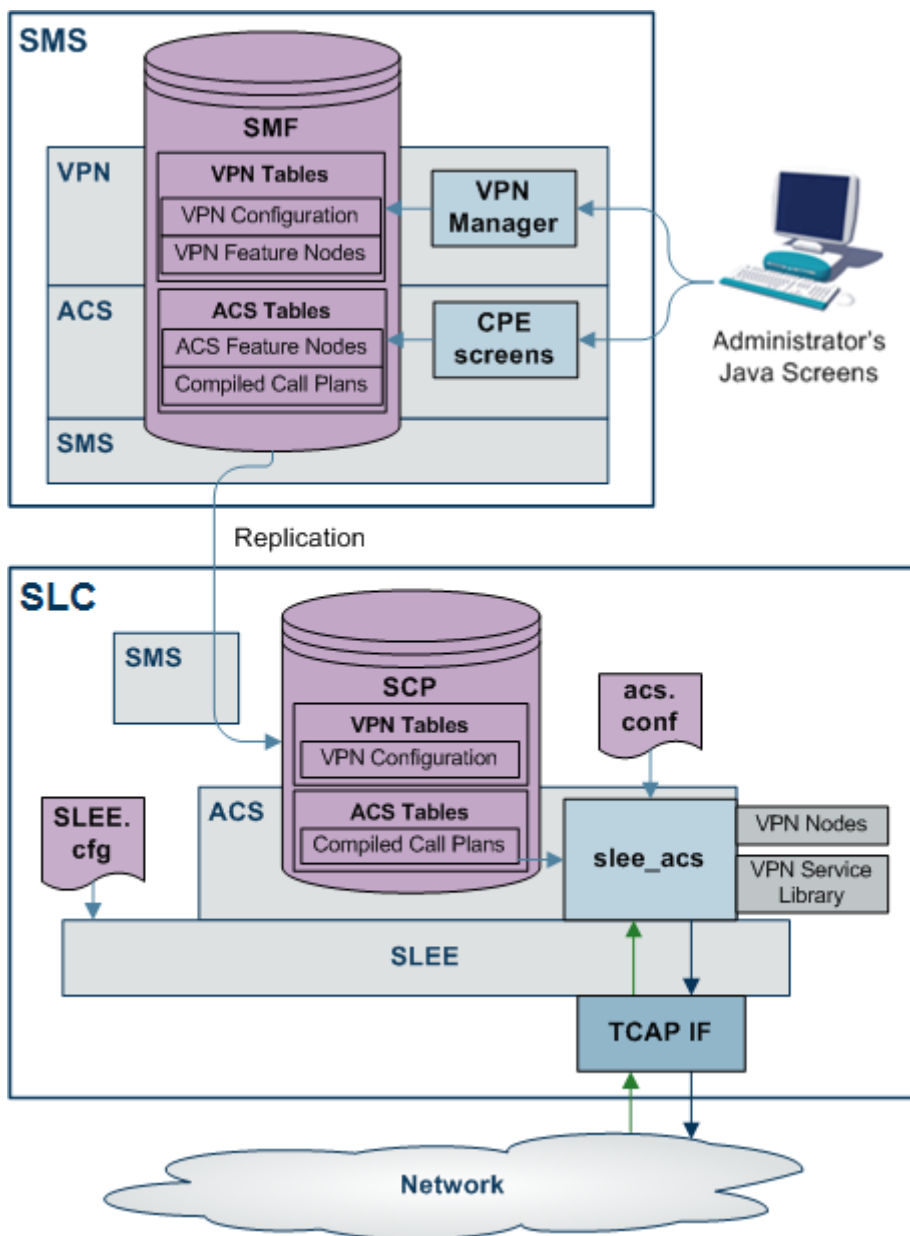 SMS
SMF
VPN
VPN Tables
VPN Configuration
VPN Feature Nodes
VPN
Manager
ACS
ACS Tables
ACS Feature Nodes
Compiled Call Plans
CPE
screens
Administrator's
Java Screens
SMS
Replication
SLC
SMS
SCP
VPN Tables
VPN Configuration
acs.
conf
SLEE.
cfg
ACS
ACS Tables
Compiled Call Plans
slee_acs
VPN Nodes
VPN Service
Library
SLEE
TCAP IF
Network